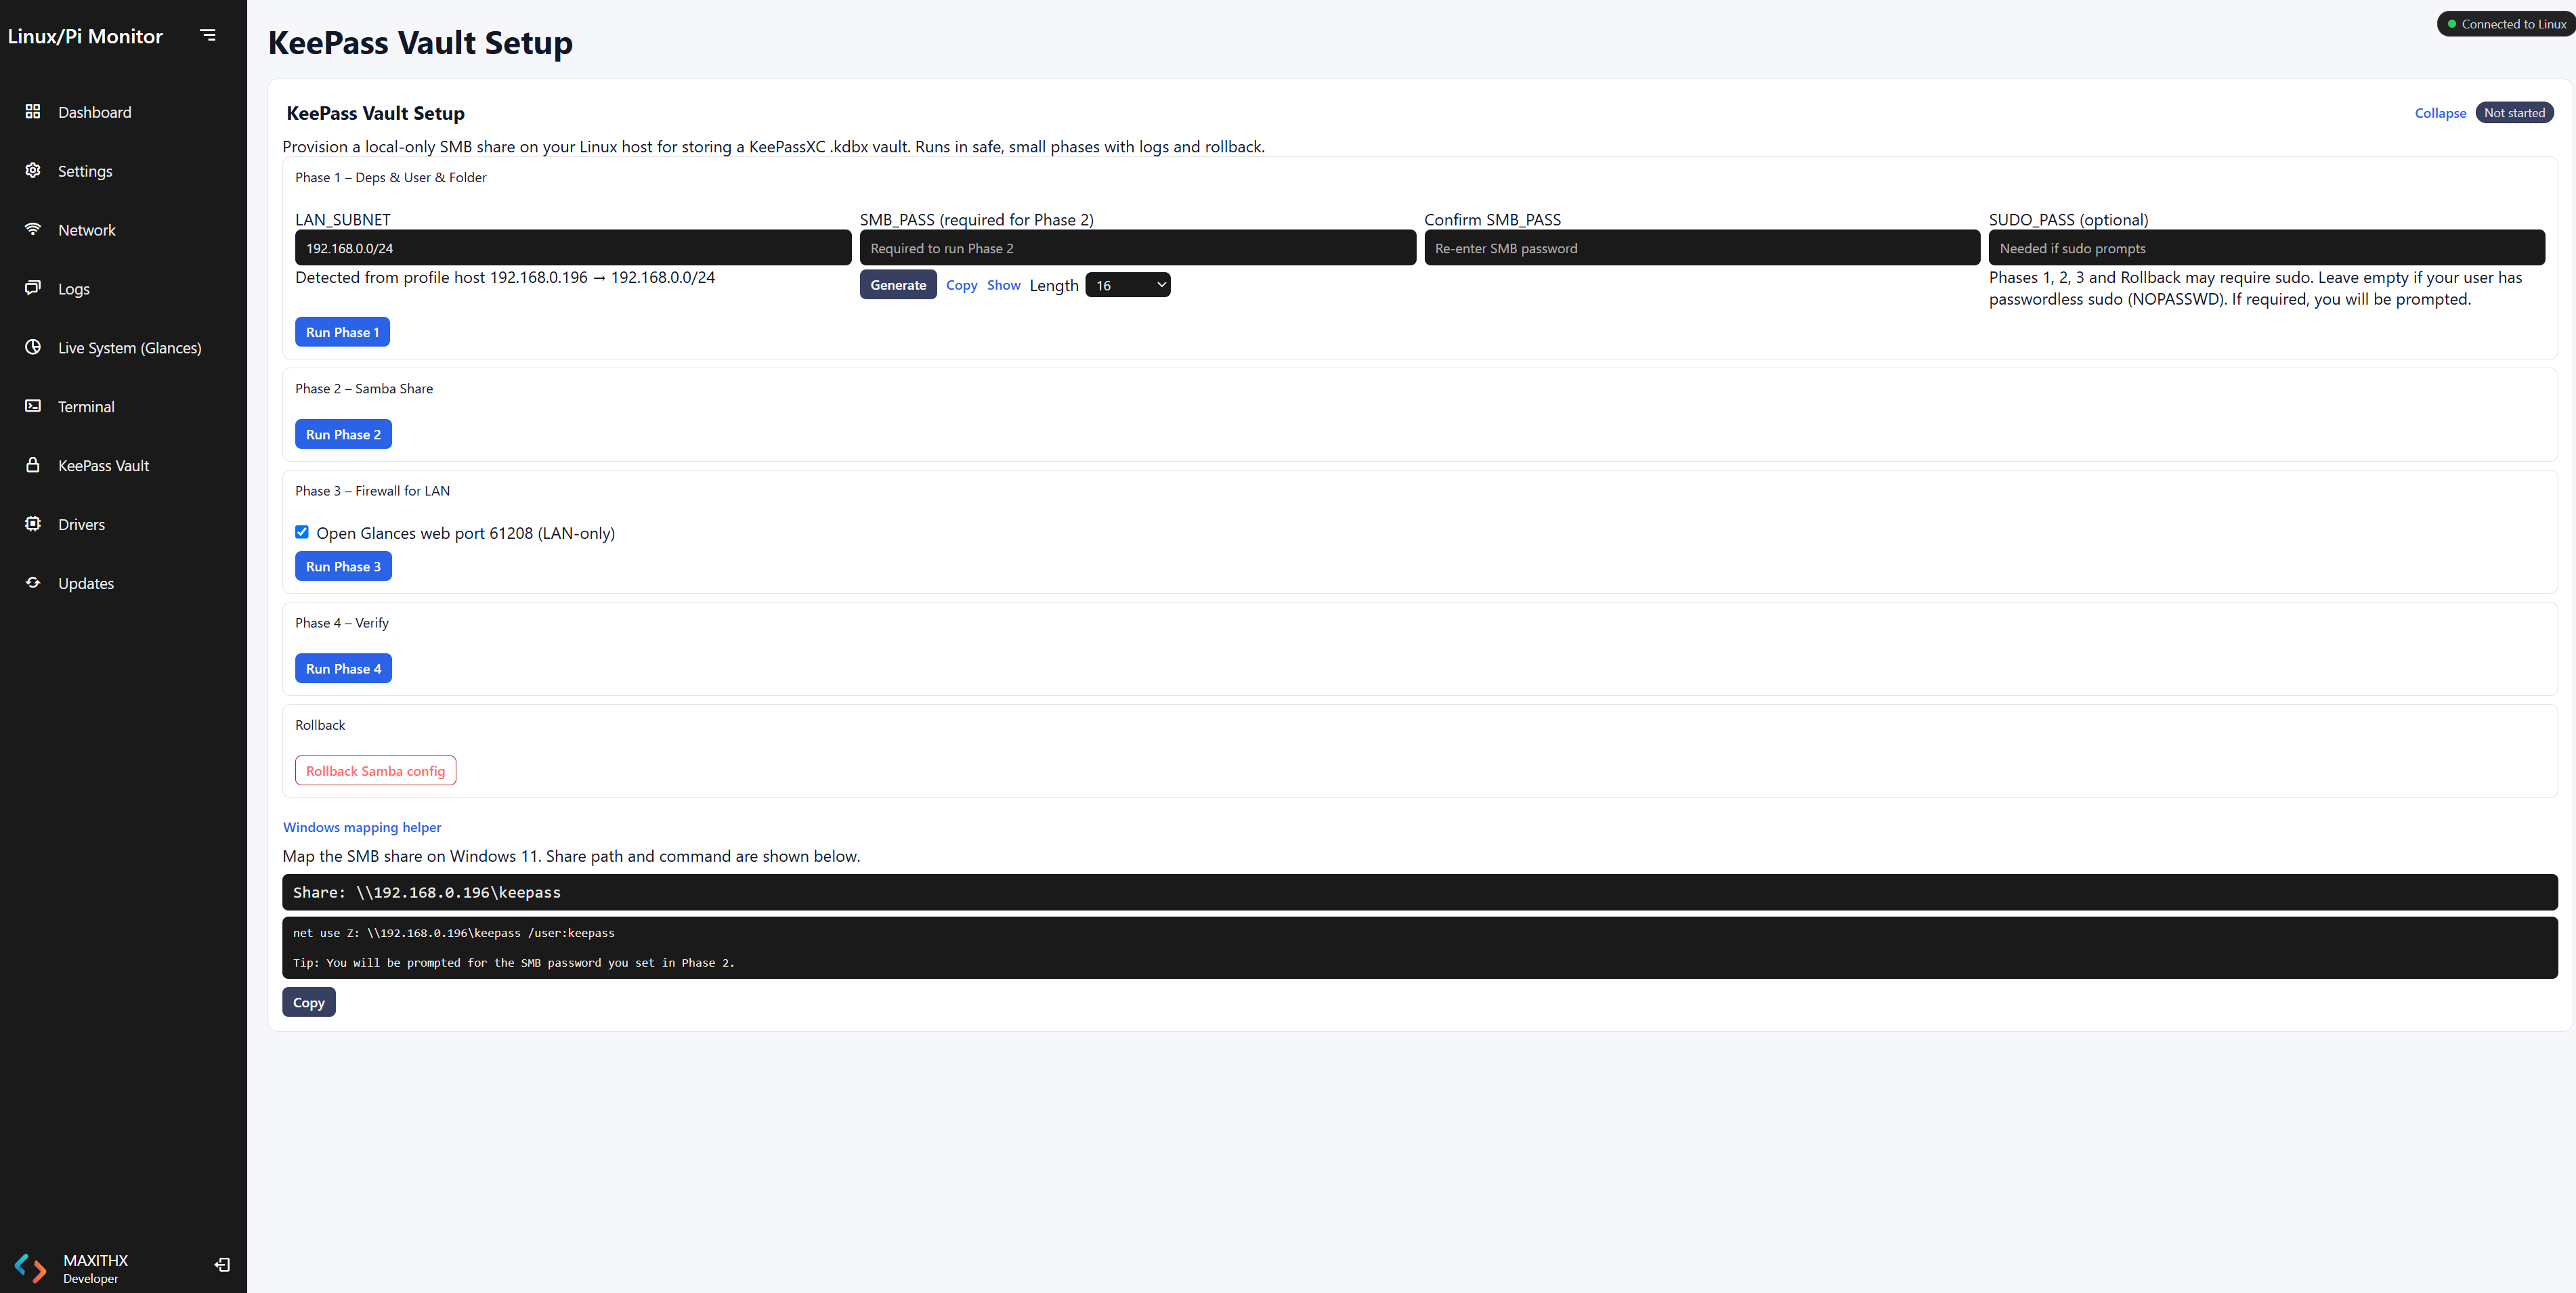 Linux/Pi Monitor
Dashboard
Settings
Network
Logs
Live System (Glances)
Terminal
KeePass Vault
Drivers
Updates
MAXITHX
Developer
KeePass Vault Setup
Connected to Linux
KeePass Vault Setup
Collapse
Not started
Provision a local-only SMB share on your Linux host for storing a KeePassXC .kdbx vault. Runs in safe, small phases with logs and rollback.
Phase 1 – Deps & User & Folder
LAN_SUBNET
192.168.0.0/24
Detected from profile host 192.168.0.196 → 192.168.0.0/24
SMB_PASS (required for Phase 2)
Required to run Phase 2
Generate Copy Show Length 16
Confirm SMB_PASS
Re-enter SMB password
SUDO_PASS (optional)
Needed if sudo prompts
Phases 1, 2, 3 and Rollback may require sudo. Leave empty if your user has
passwordless sudo (NOPASSWD). If required, you will be prompted.
Run Phase 1
Phase 2 – Samba Share
Run Phase 2
Phase 3 – Firewall for LAN
Open Glances web port 61208 (LAN-only)
Run Phase 3
Phase 4 – Verify
Run Phase 4
Rollback
Rollback Samba config
Windows mapping helper
Map the SMB share on Windows 11. Share path and command are shown below.
Share: \\192.168.0.196\keepass
net use Z: \\192.168.0.196\keepass /user:keepass
Tip: You will be prompted for the SMB password you set in Phase 2.
Copy